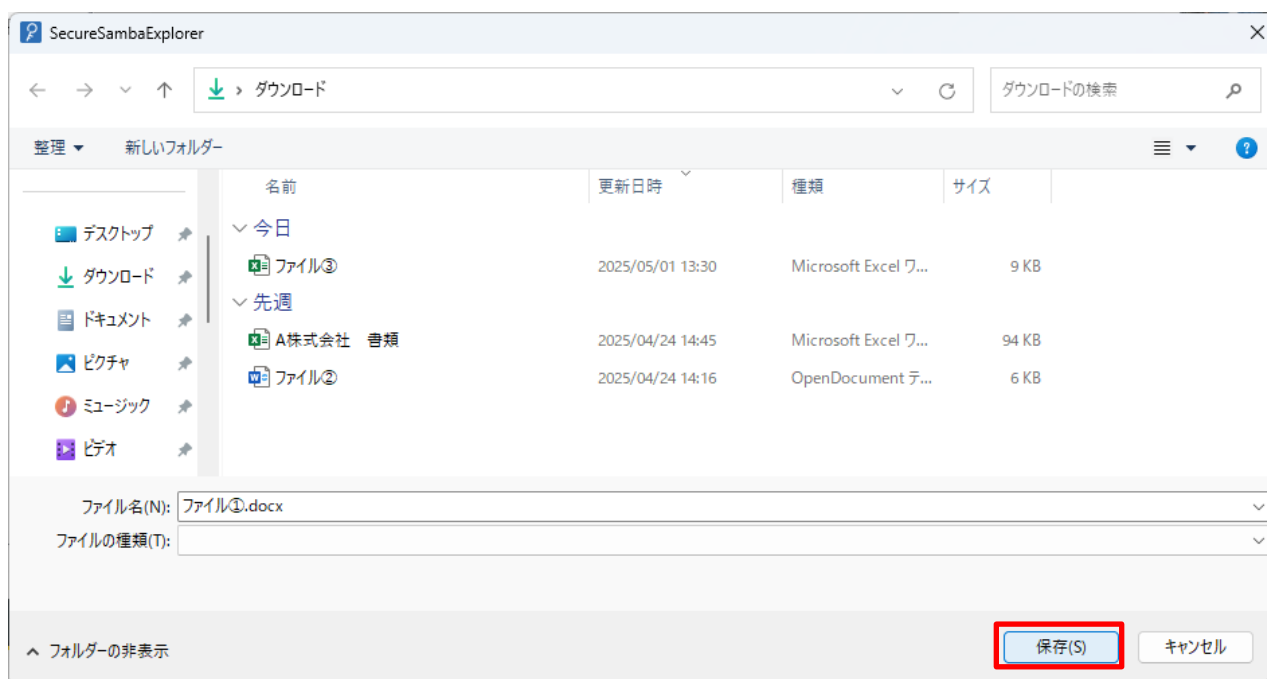 SecureSambaExplorer
ダウンロード
ダウンロードの検索
整理
新しいフォルダー
名前 更新日時 種類 サイズ
デスクトップ
ダウンロード
ドキュメント
ピクチャ
ミュージック
ビデオ
今日
ファイル③ 2025/05/01 13:30 Microsoft Excel ワ... 9 KB
先週
A株式会社　書類 2025/04/24 14:45 Microsoft Excel ワ... 94 KB
ファイル② 2025/04/24 14:16 OpenDocument テ... 6 KB
ファイル名(N): ファイル①.docx
ファイルの種類(T):
フォルダーの非表示
保存(S)
キャンセル